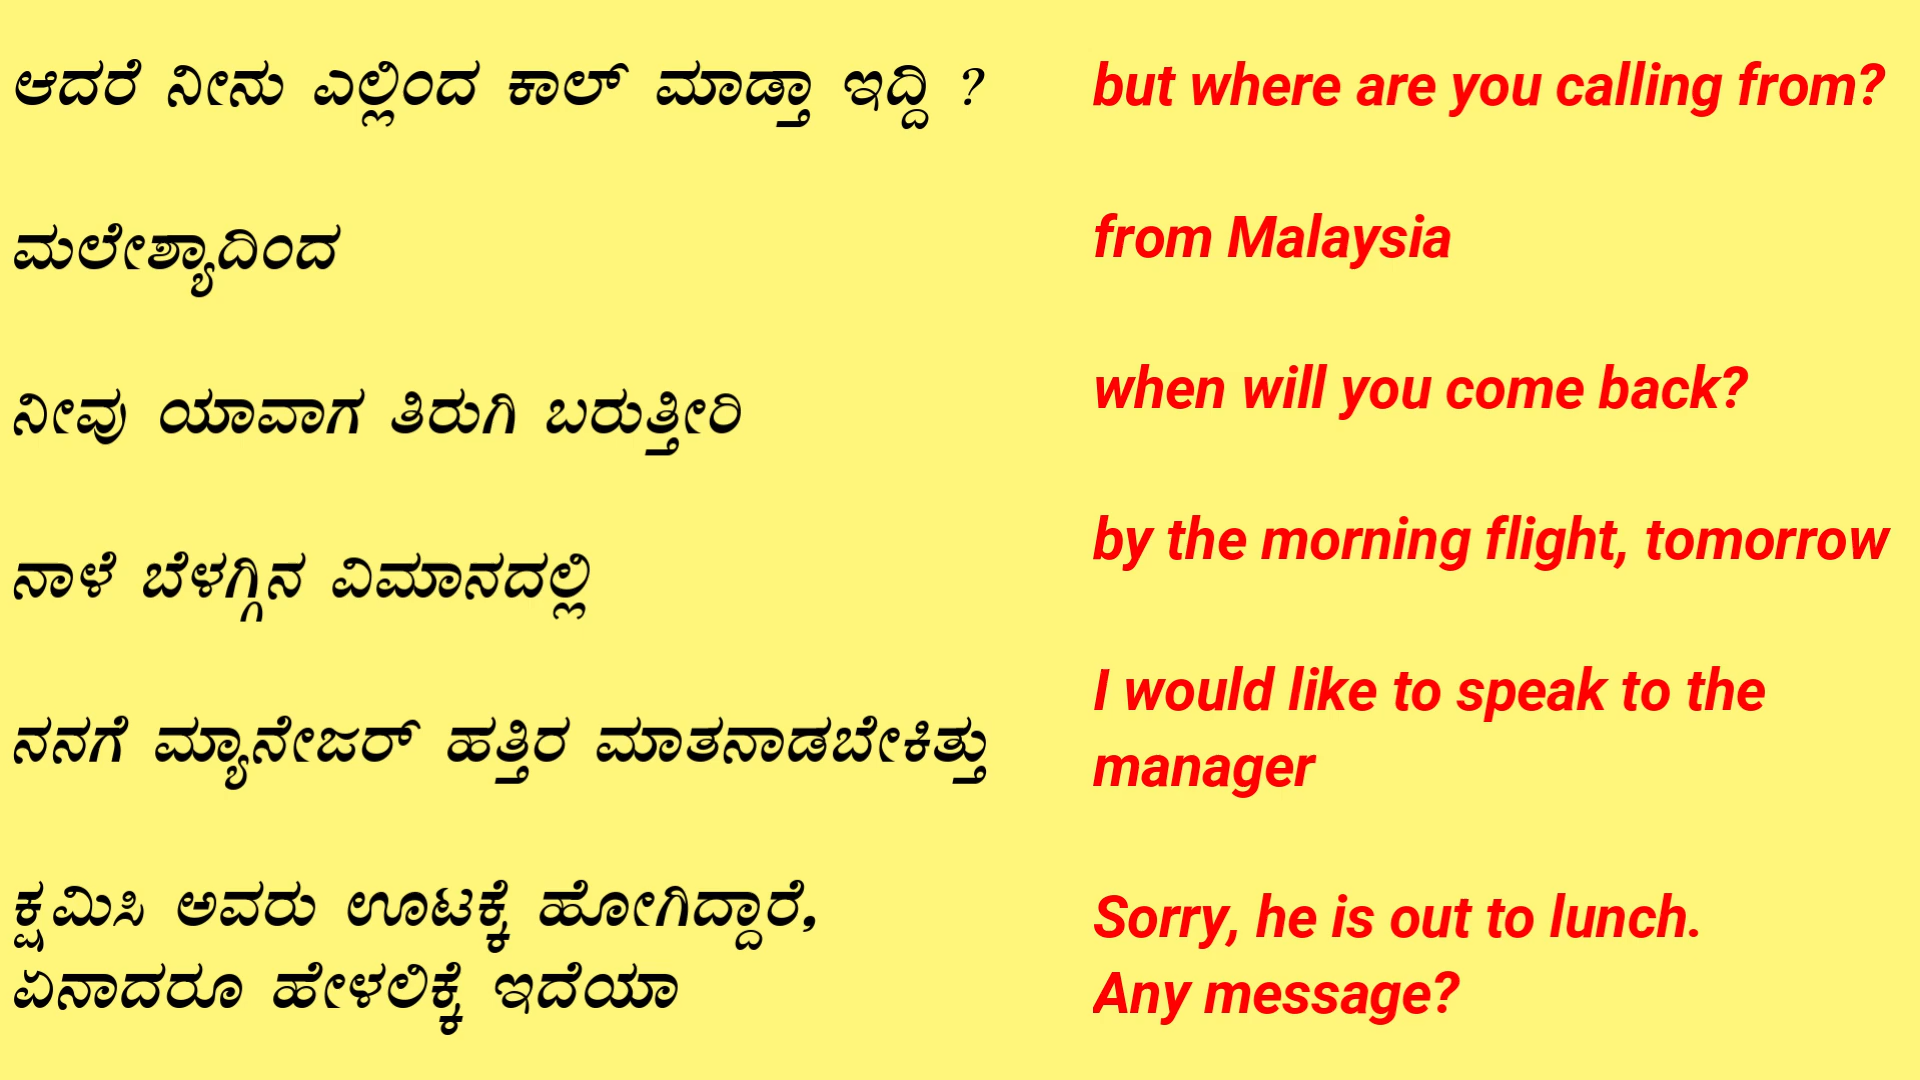 ಆದರೆ ನೀನು ಎಲ್ಲಿಂದ ಕಾಲ್ ಮಾಡ್ತಾ ಇದ್ದಿ ?
but where are you calling from?
ಮಲೇಶ್ಯಾದಿಂದ
from Malaysia
ನೀವು ಯಾವಾಗ ತಿರುಗಿ ಬರುತ್ತೀರಿ
when will you come back?
ನಾಳೆ ಬೆಳಗ್ಗಿನ ವಿಮಾನದಲ್ಲಿ
by the morning flight, tomorrow
ನನಗೆ ಮ್ಯಾನೇಜರ್ ಹತ್ತಿರ ಮಾತನಾಡಬೇಕಿತ್ತು
I would like to speak to the
manager
ಕ್ಷಮಿಸಿ ಅವರು ಊಟಕ್ಕೆ ಹೋಗಿದ್ದಾರೆ,
ಏನಾದರೂ ಹೇಳಲಿಕ್ಕೆ ಇದೆಯಾ
Sorry, he is out to lunch.
Any message?